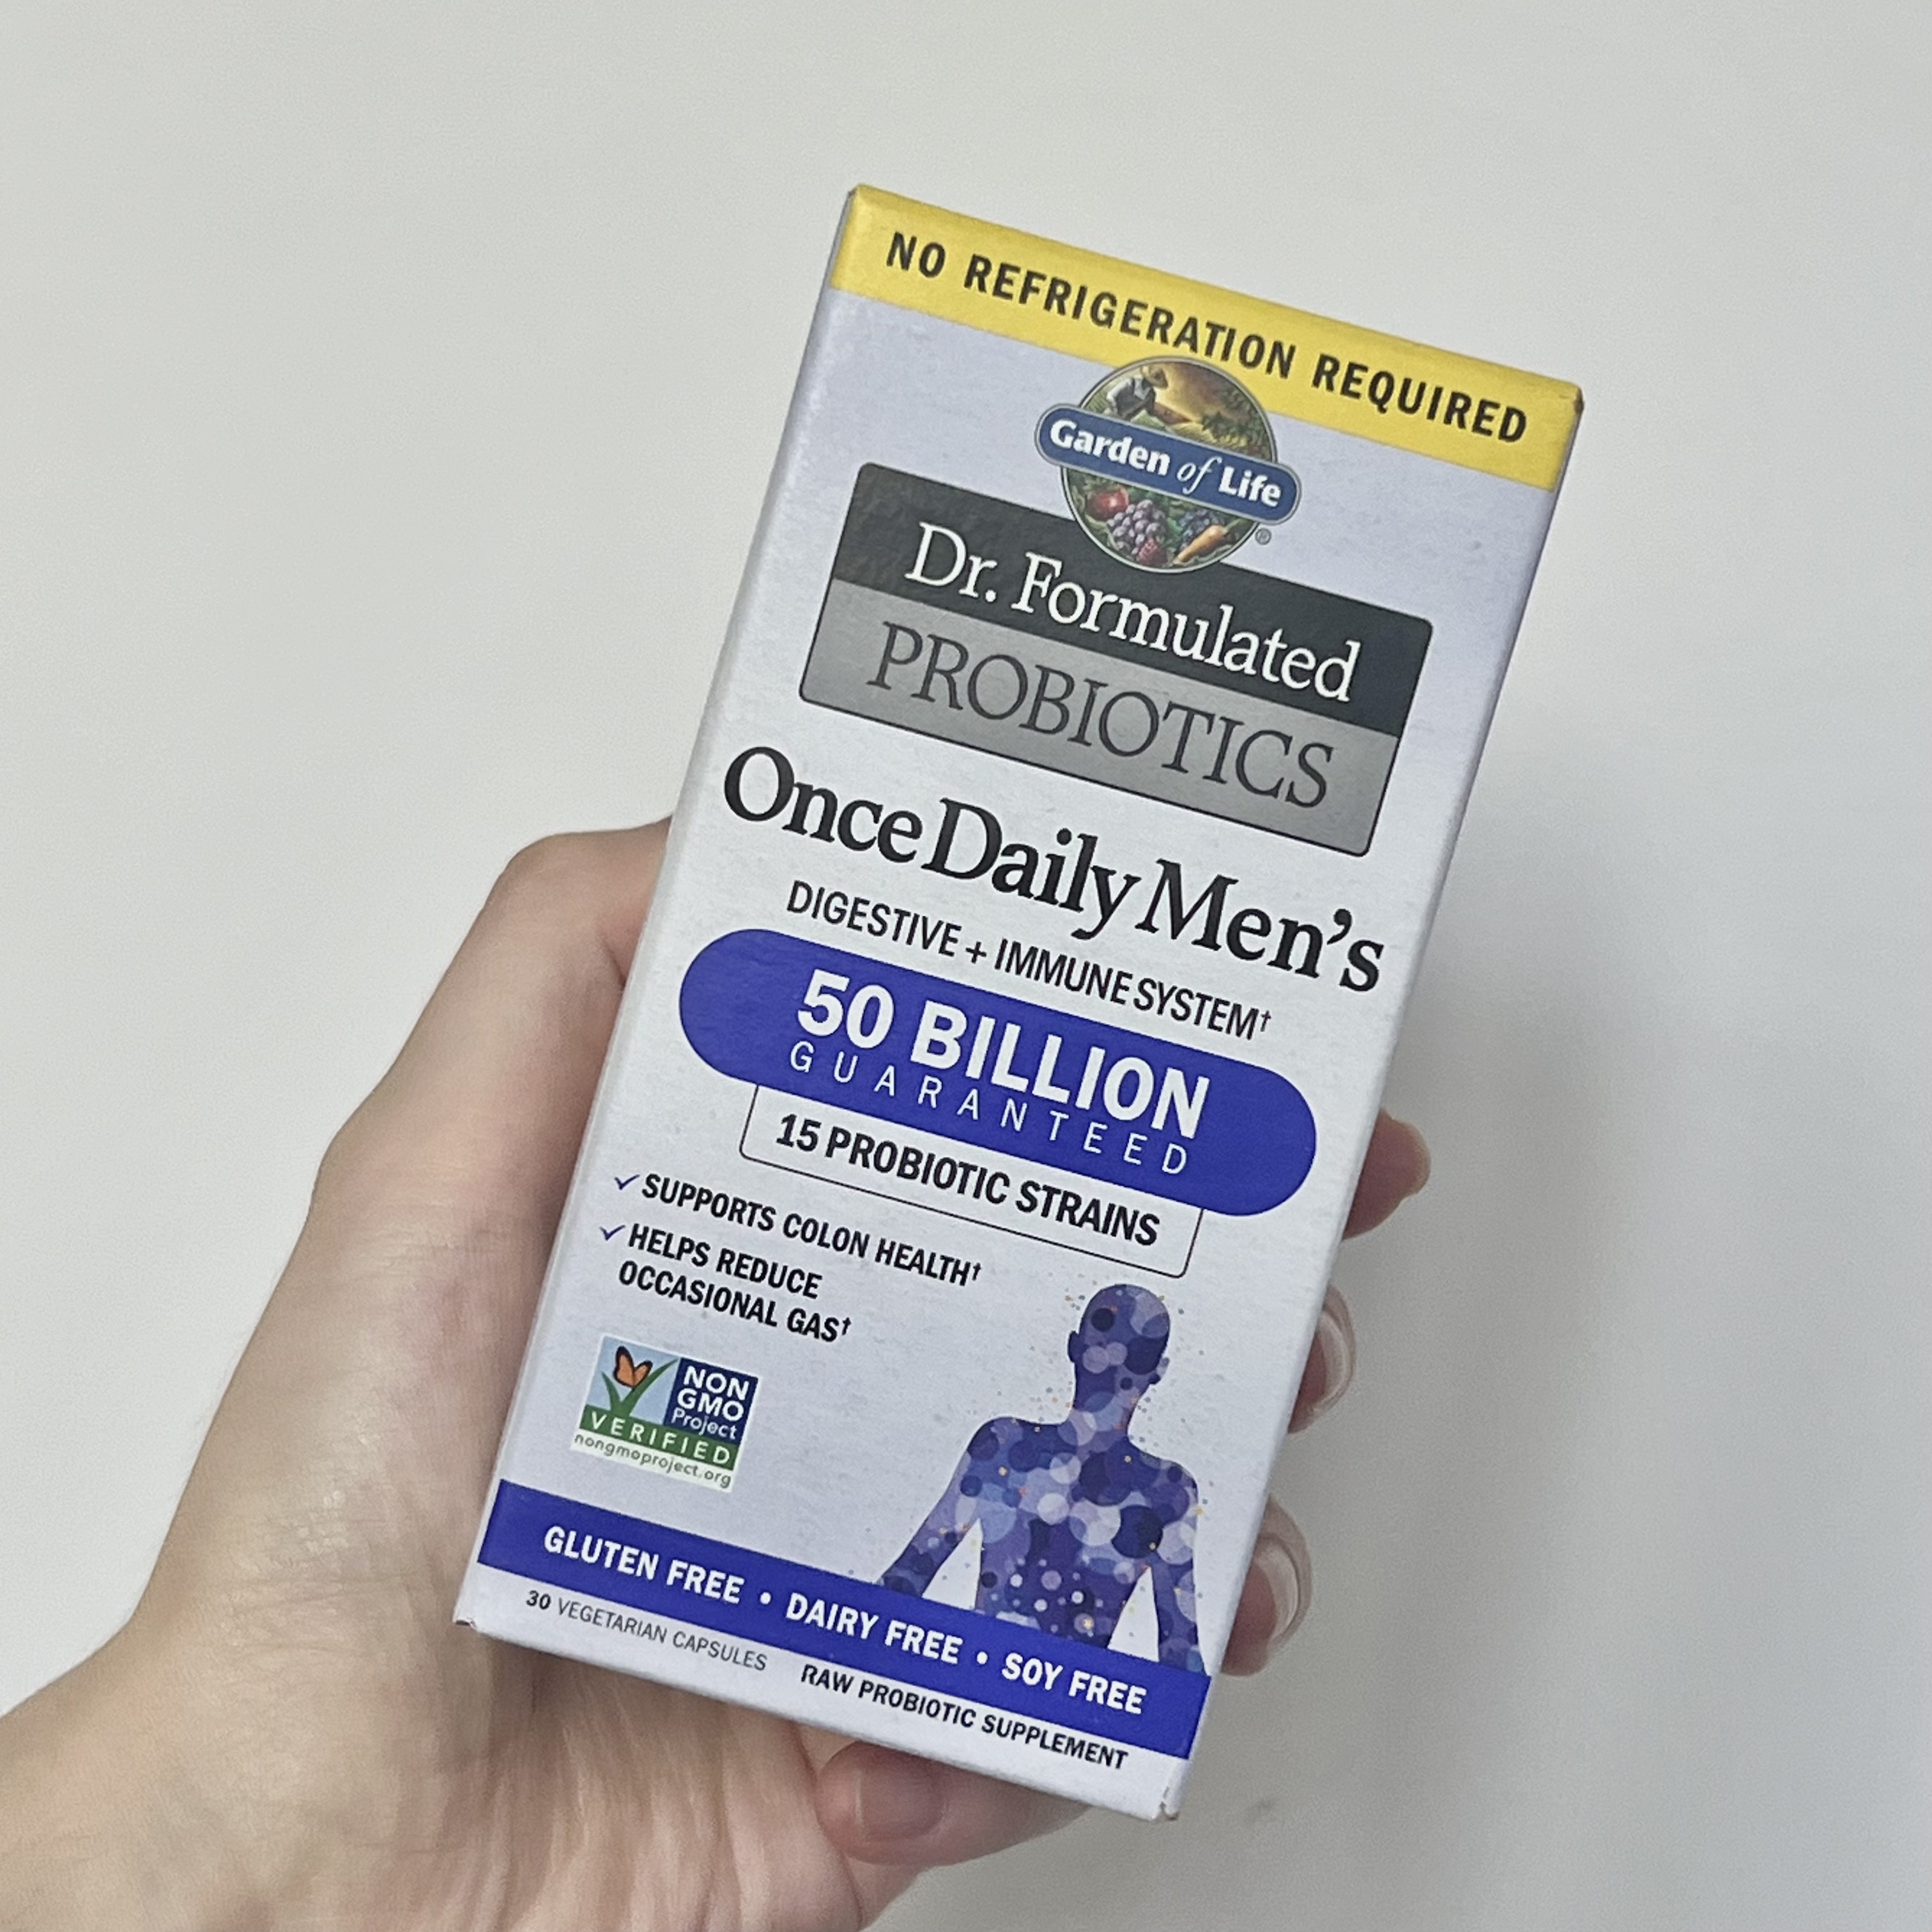 NO REFRIGERATION REQUIRED
Garden of Life
®
Dr. Formulated
PROBIOTICS
Once Daily Men's
DIGESTIVE + IMMUNE SYSTEM†
50 BILLION
GUARANTEED
15 PROBIOTIC STRAINS
SUPPORTS COLON HEALTH†
HELPS REDUCE
OCCASIONAL GAS†
NON
GMO
Project
VERIFIED
nongmoproject.org
GLUTEN FREE • DAIRY FREE • SOY FREE
30 VEGETARIAN CAPSULES RAW PROBIOTIC SUPPLEMENT